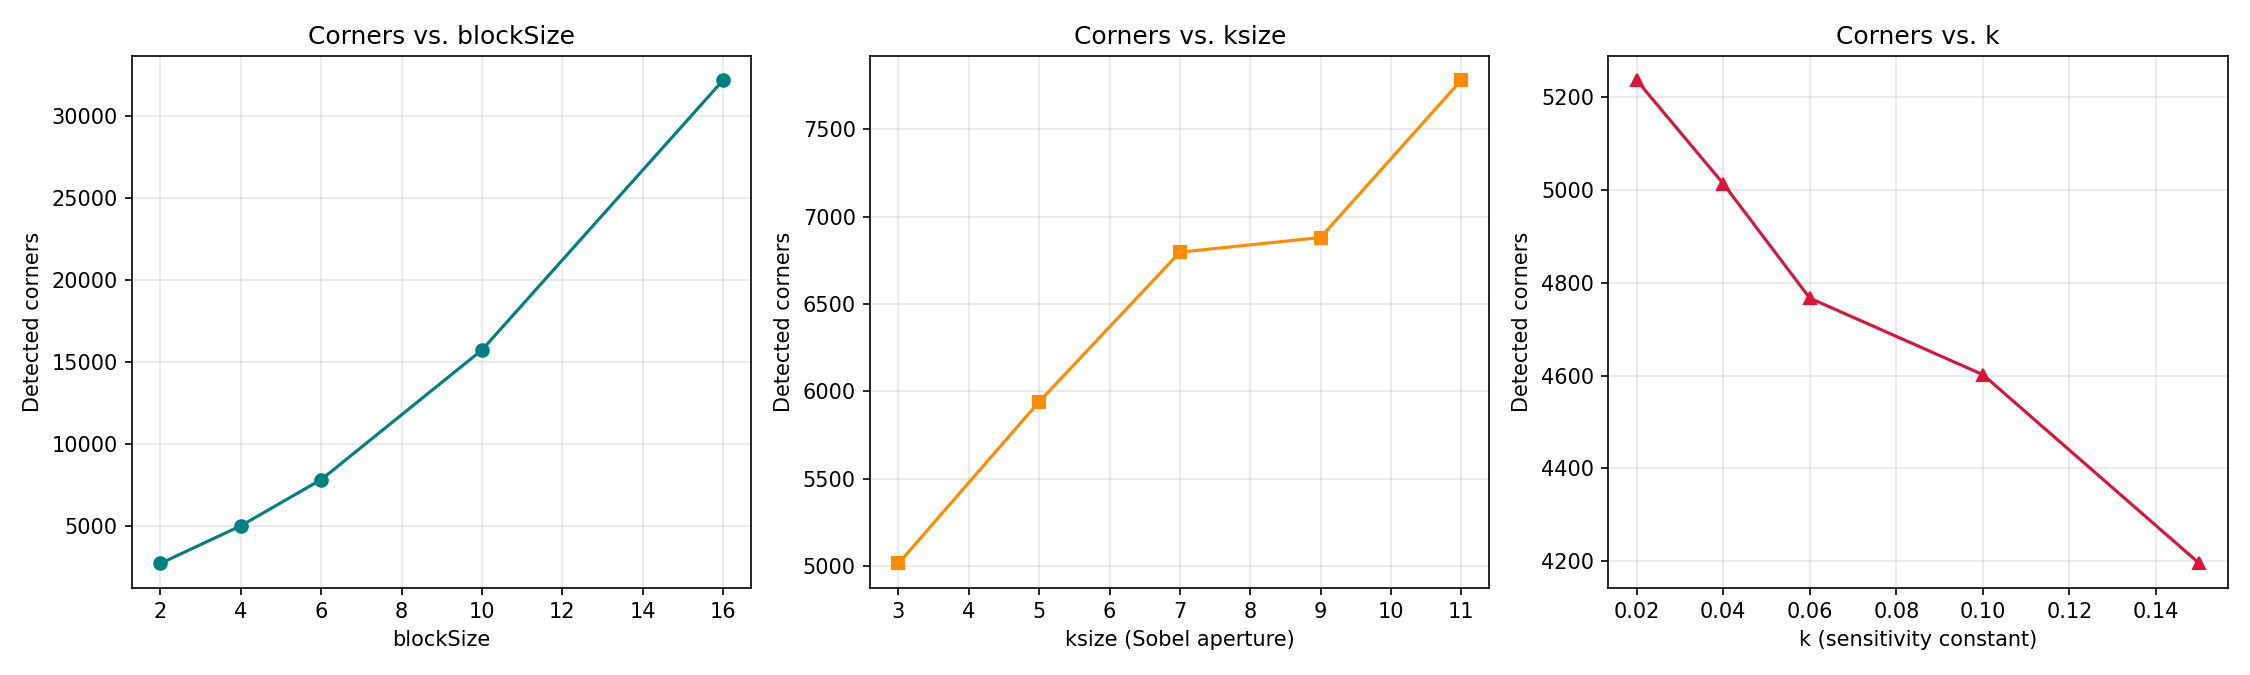 Corners vs. blockSize
Detected corners
30000
25000
20000
15000
10000
5000
2 4 6 8 10 12 14 16
blockSize
Corners vs. ksize
Detected corners
7500
7000
6500
6000
5500
5000
3 4 5 6 7 8 9 10 11
ksize (Sobel aperture)
Corners vs. k
Detected corners
5200
5000
4800
4600
4400
4200
0.02 0.04 0.06 0.08 0.10 0.12 0.14
k (sensitivity constant)